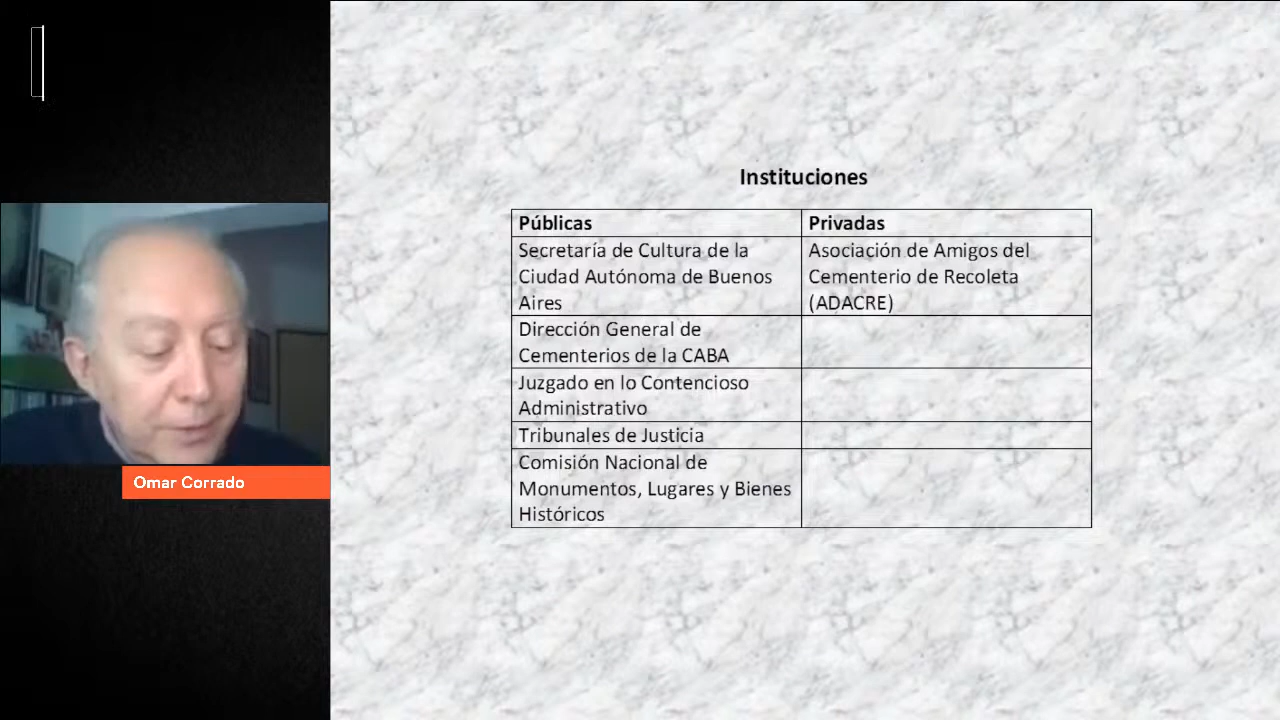 Instituciones
Públicas
Privadas
Secretaría de Cultura de la
Ciudad Autónoma de Buenos
Aires
Asociación de Amigos del
Cementerio de Recoleta
(ADACRE)
Dirección General de
Cementerios de la CABA
Juzgado en lo Contencioso
Administrativo
Tribunales de Justicia
Comisión Nacional de
Monumentos, Lugares y Bienes
Históricos
Omar Corrado